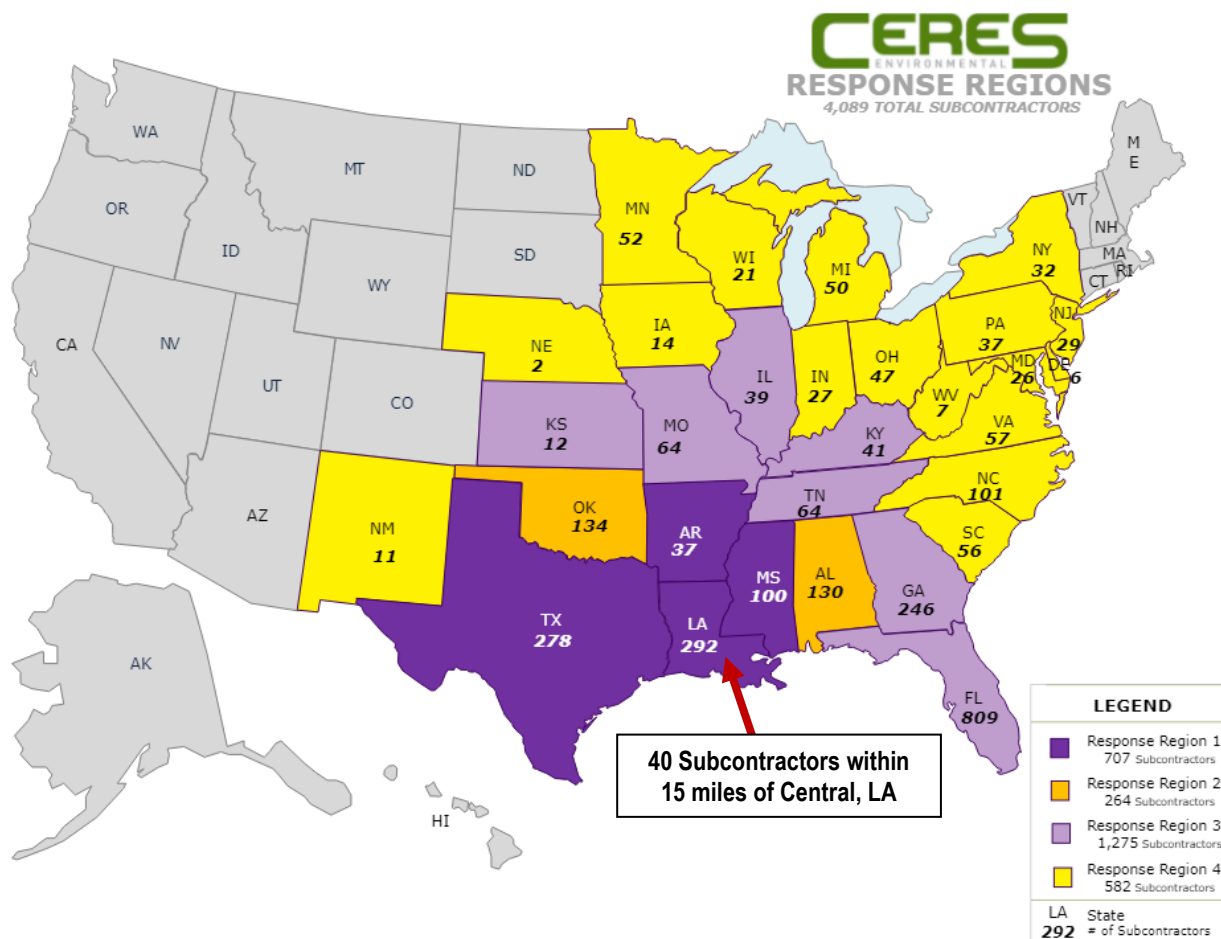 CERES
ENVIRONMENTAL
RESPONSE REGIONS
4,089 TOTAL SUBCONTRACTORS
WA
MT
ND
MN
52
OR
ID
SD
WI
21
MI
50
NY
32
VT
M
E
NH
MA
CT
RI
WY
NE
2
IA
14
PA
37
NJ
29
CA
NV
UT
CO
KS
12
MO
64
IL
39
IN
27
OH
47
WV
7
MD
26
DE
6
VA
57
KY
41
AZ
NM
11
OK
134
AR
37
TN
64
NC
101
SC
56
TX
278
LA
292
MS
100
AL
130
GA
246
FL
809
AK
HI
40 Subcontractors within
15 miles of Central, LA
LEGEND
Response Region 1
707 Subcontractors
Response Region 2
264 Subcontractors
Response Region 3
1,275 Subcontractors
Response Region 4
582 Subcontractors
LA State
292 # of Subcontractors